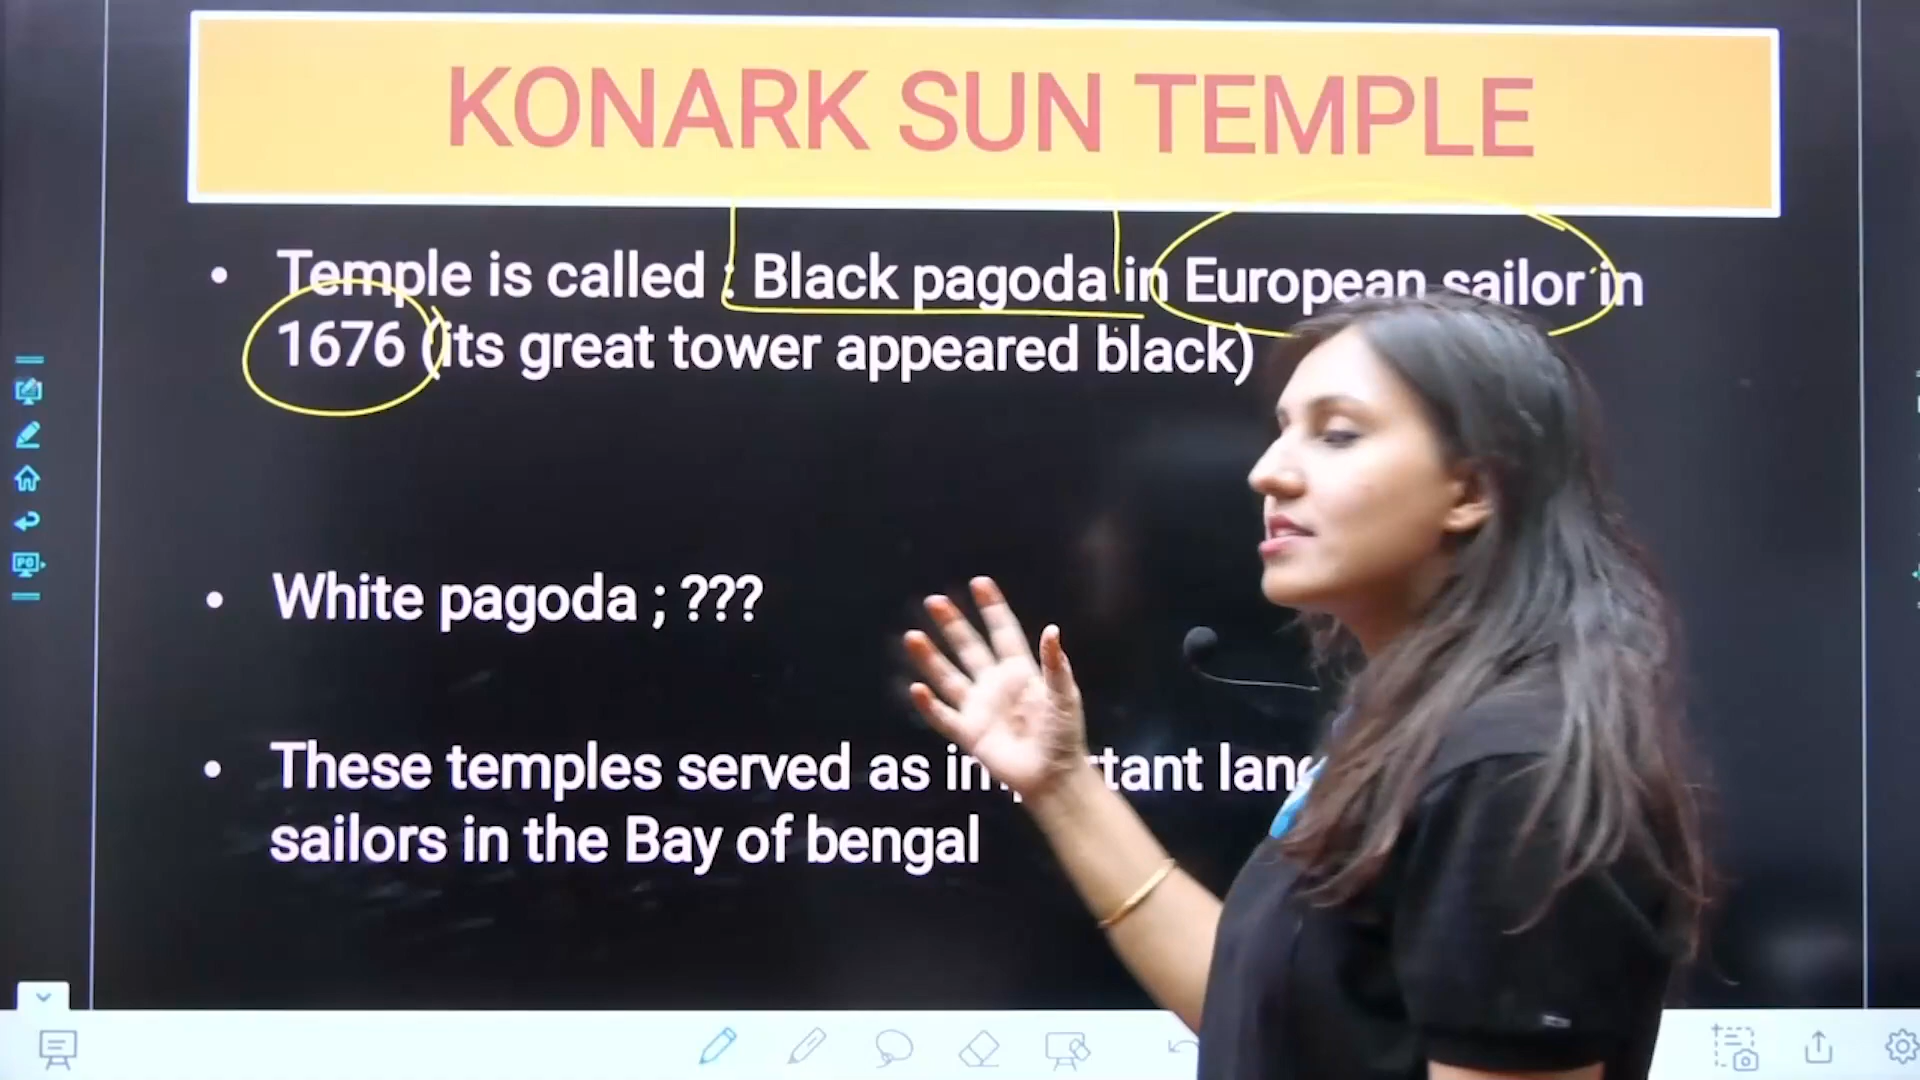 KONARK SUN TEMPLE
• Temple is called : Black pagoda in European sailor in
1676 (its great tower appeared black)
• White pagoda ; ???
• These temples served as
sailors in the Bay of bengal